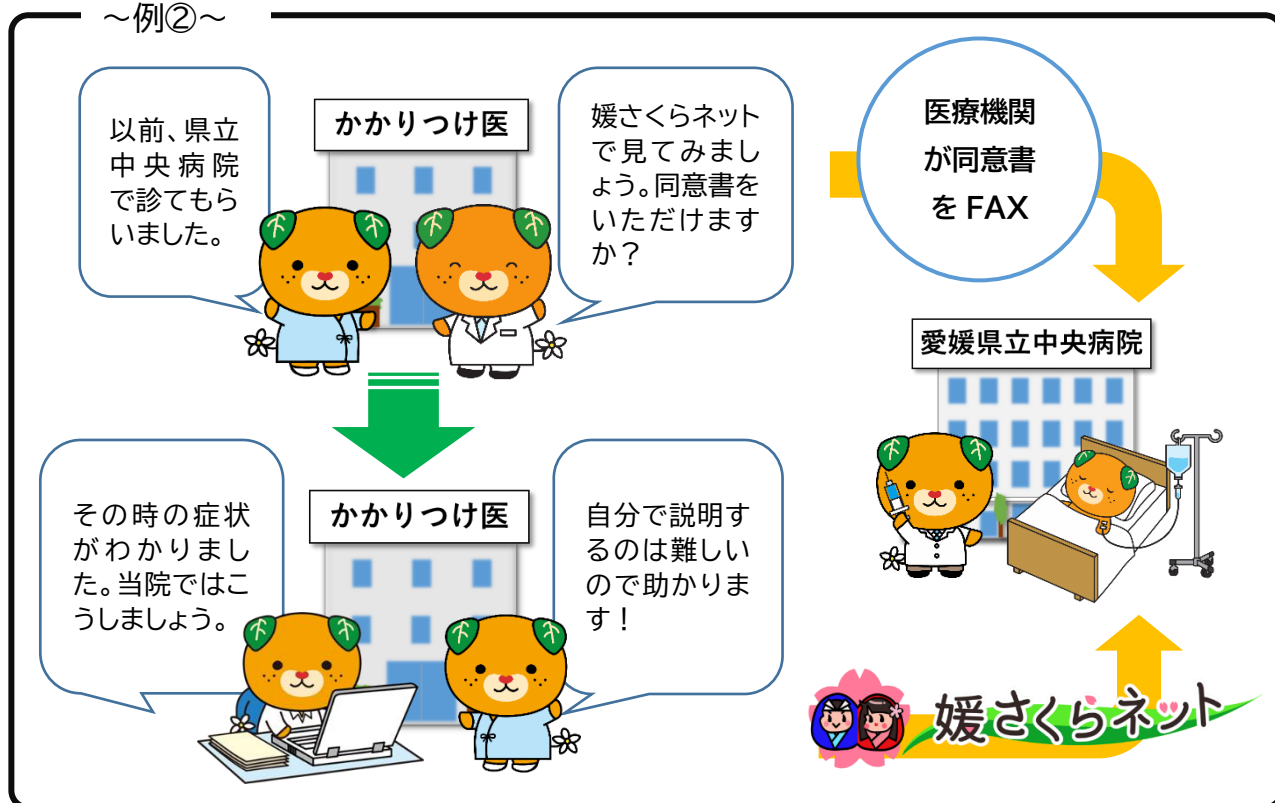 ～例②～
以前、県立
中央病院
で診てもら
いました。
かかりつけ医
媛さくらネット
で見てみまし
ょう。同意書を
いただけます
か？
医療機関
が同意書
を FAX
愛媛県立中央病院
その時の症状
がわかりまし
た。当院ではこ
うしましょう。
かかりつけ医
自分で説明す
るのは難しい
ので助かりま
す！
媛さくらネット